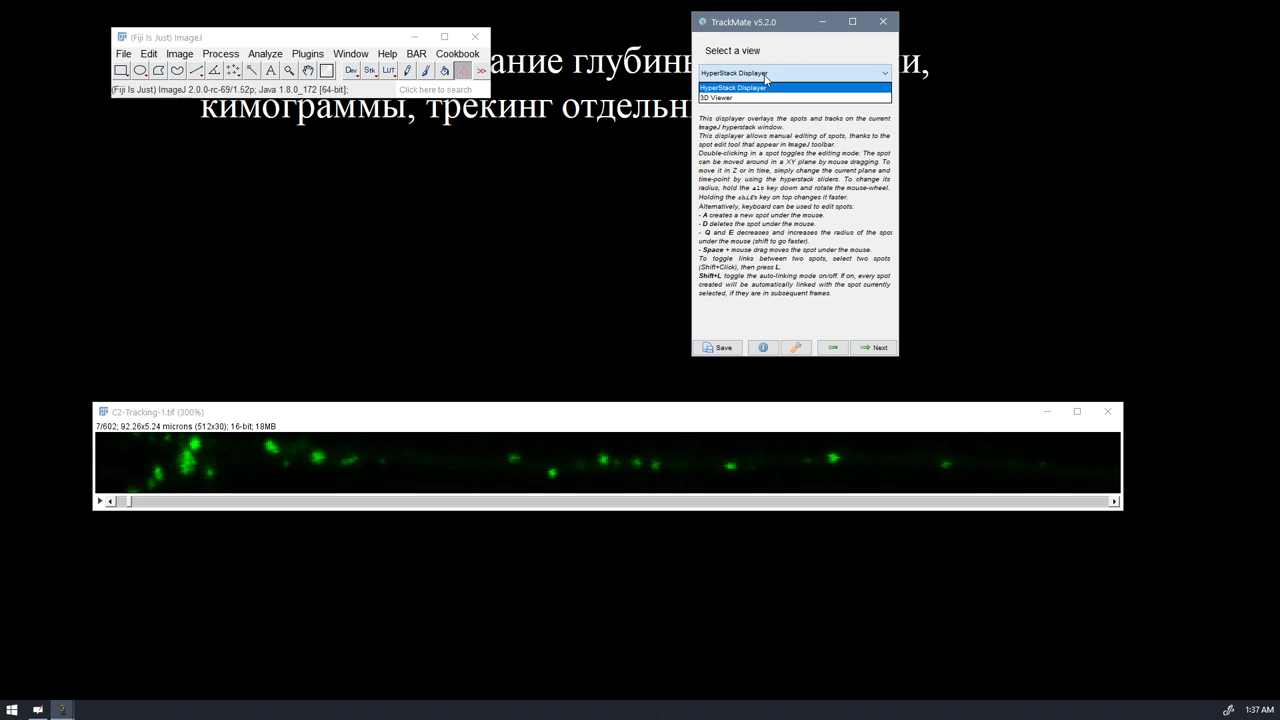 (Fiji Is Just) ImageJ
File Edit Image Process Analyze Plugins Window Help BAR Cookbook
Dev Stk LUT
(Fiji Is Just) ImageJ 2.0.0-rc-69/1.52p; Java 1.8.0_172 [64-bit];
Click here to search
ание глубин и,
кимограммы, трекинг отдельн
TrackMate v5.2.0
Select a view
HyperStack Displayer
HyperStack Displayer
3D Viewer
This displayer overlays the spots and tracks on the current
ImageJ hyperstack window.
This displayer allows manual editing of spots, thanks to the
spot edit tool that appear in ImageJ toolbar.
Double-clicking in a spot toggles the editing mode: The spot
can be moved around in a XY plane by mouse dragging. To
move it in Z or in time, simply change the current plane and
time-point by using the hyperstack sliders. To change its
radius, hold the alt key down and rotate the mouse-wheel.
Holding the shift key on top changes it faster.
Alternatively, keyboard can be used to edit spots:
- A creates a new spot under the mouse.
- D deletes the spot under the mouse.
- Q and E decreases and increases the radius of the spot
under the mouse (shift to go faster).
- Space + mouse drag moves the spot under the mouse.
To toggle links between two spots, select two spots
(Shift+Click), then press L.
Shift+L toggle the auto-linking mode on/off. If on, every spot
created will be automatically linked with the spot currently
selected, if they are in subsequent frames.
Save Next
C2-Tracking-1.tif (300%)
7/602; 92.26x5.24 microns (512x30); 16-bit; 18MB
1:37 AM